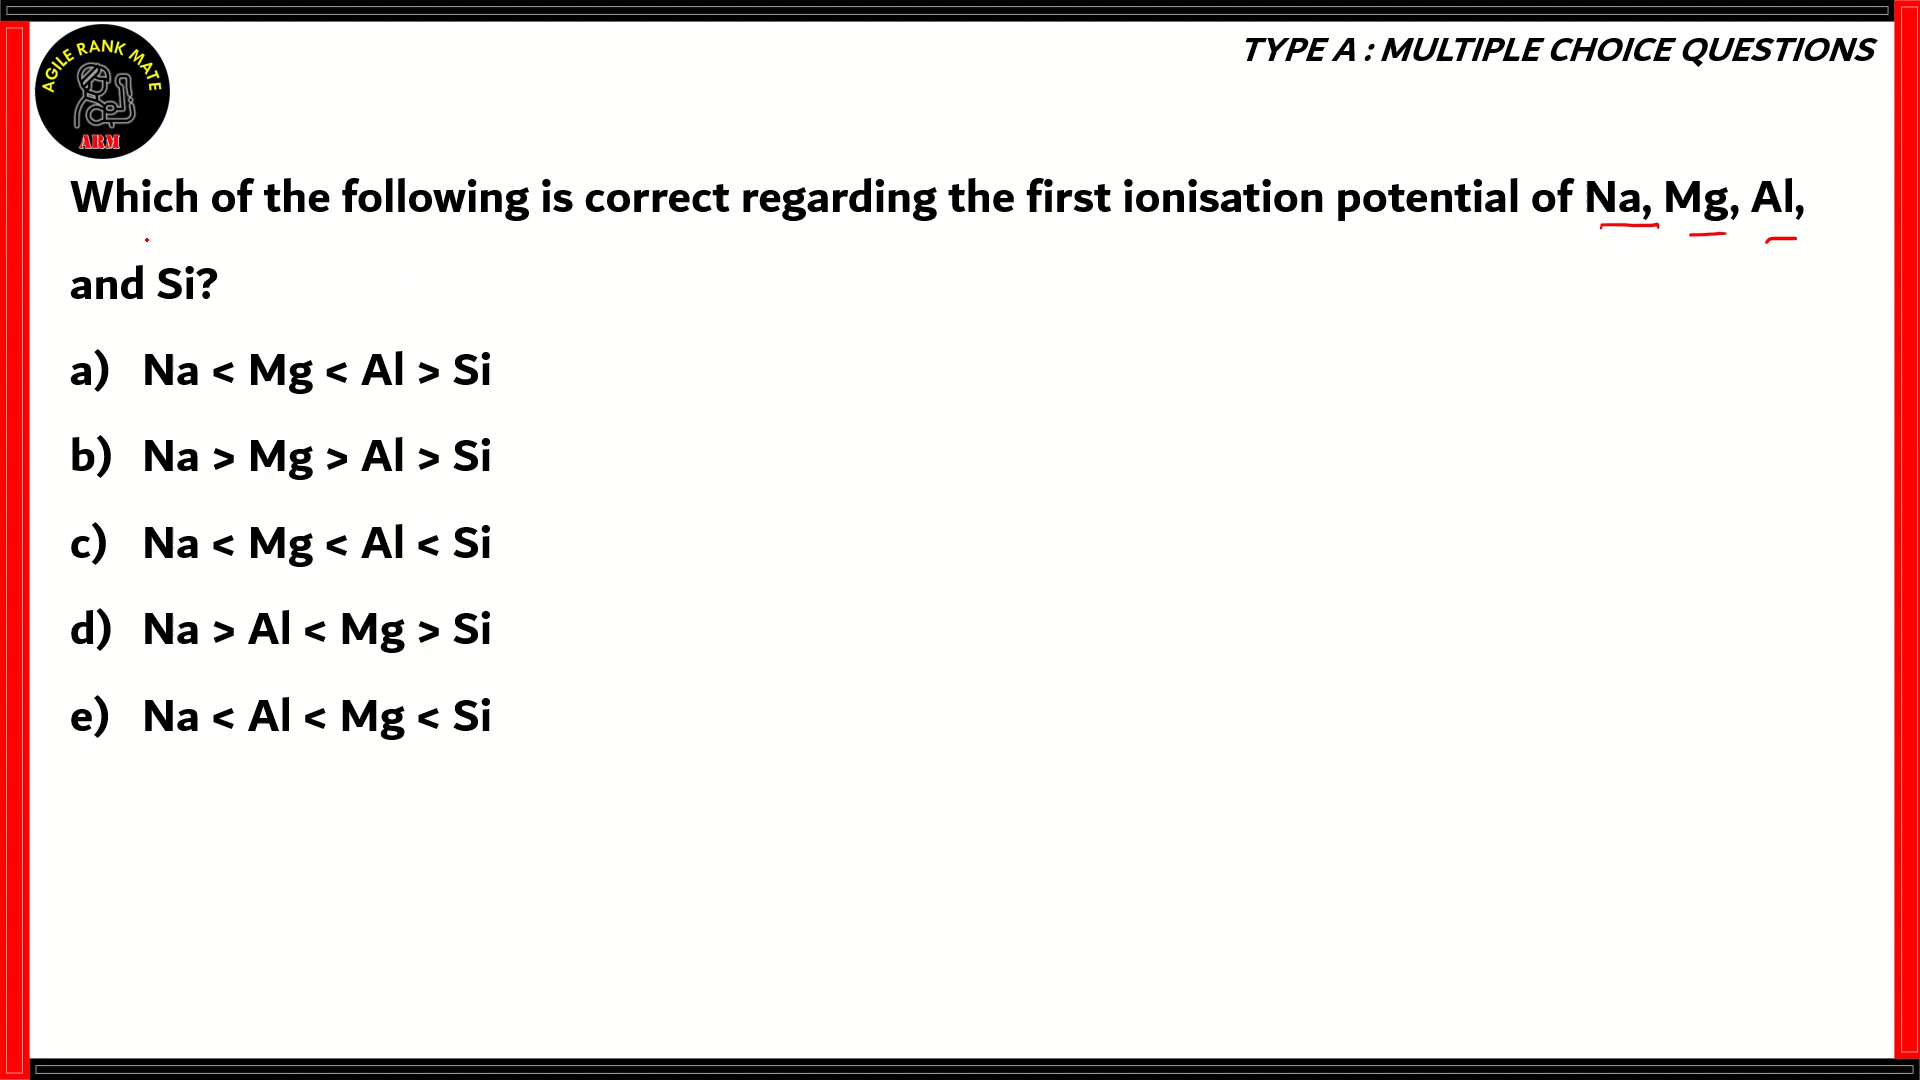 AGILE RANK MATE
ARM
TYPE A : MULTIPLE CHOICE QUESTIONS
Which of the following is correct regarding the first ionisation potential of Na, Mg, Al,
and Si?
a) Na < Mg < Al > Si
b) Na > Mg > Al > Si
c) Na < Mg < Al < Si
d) Na > Al < Mg > Si
e) Na < Al < Mg < Si